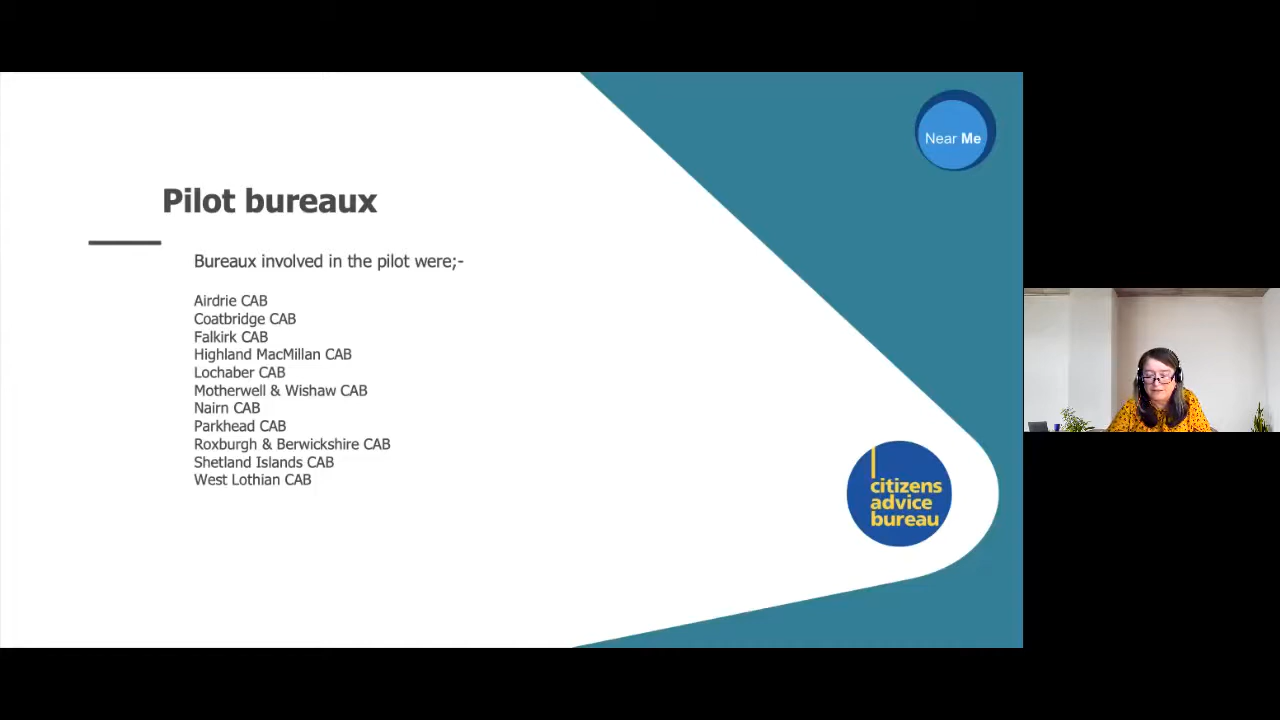 Near Me
Pilot bureaux
Bureaux involved in the pilot were;-
Airdrie CAB
Coatbridge CAB
Falkirk CAB
Highland MacMillan CAB
Lochaber CAB
Motherwell & Wishaw CAB
Nairn CAB
Parkhead CAB
Roxburgh & Berwickshire CAB
Shetland Islands CAB
West Lothian CAB
citizens
advice
bureau